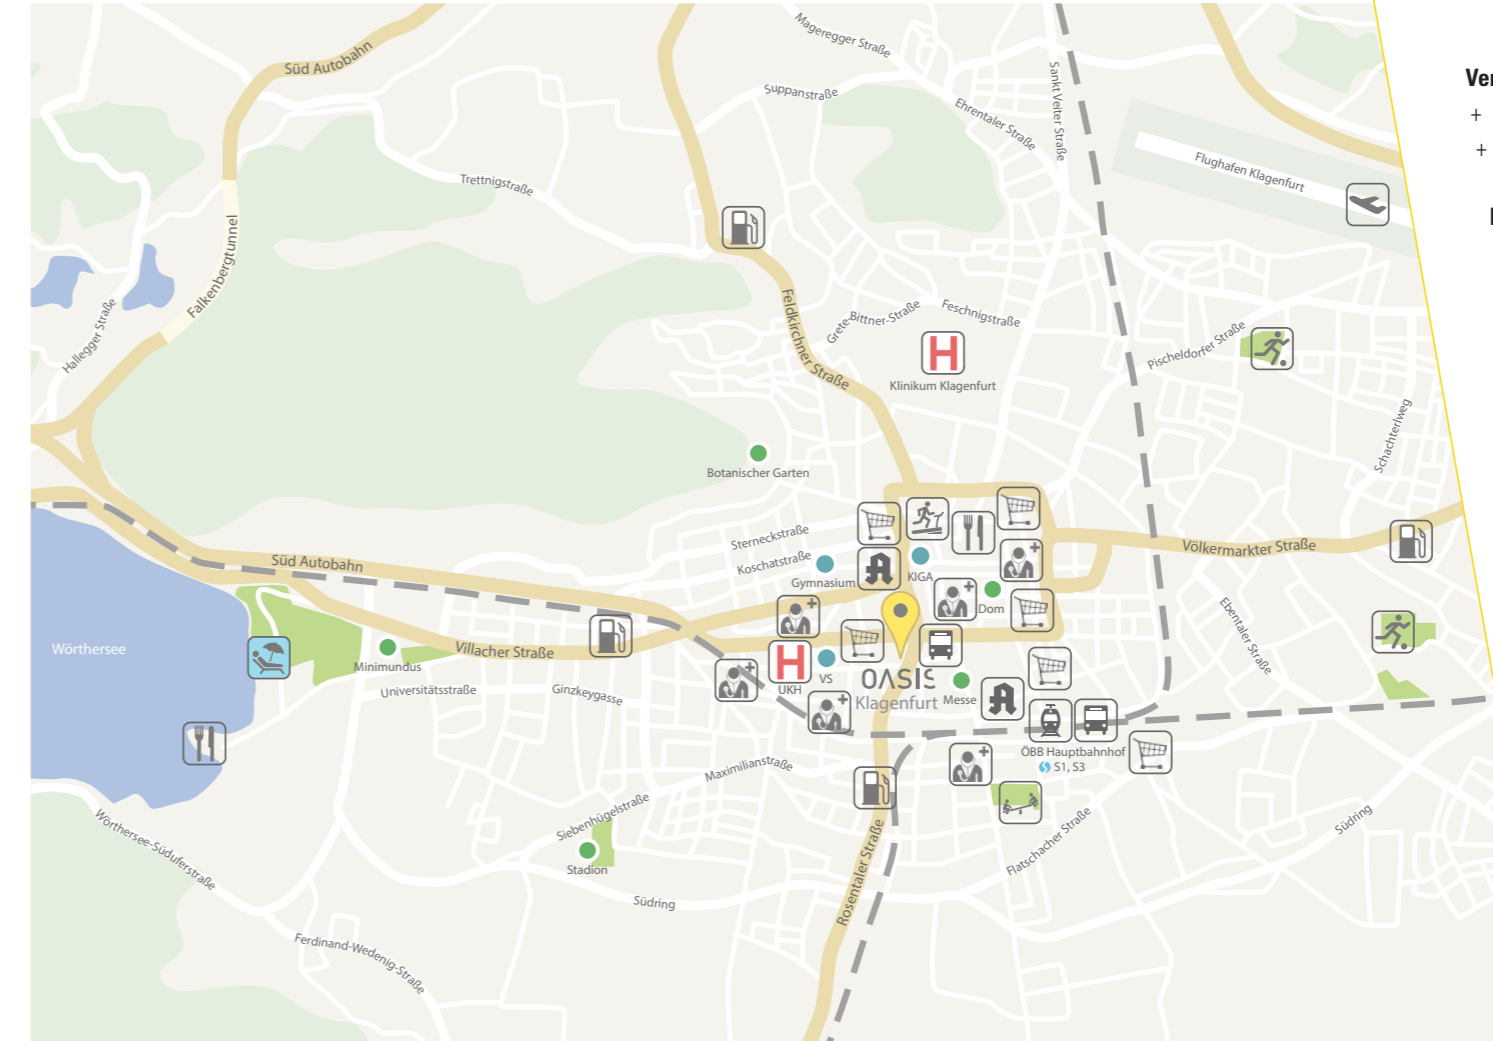 Mageregger Straße
Süd Autobahn
Suppanstraße
Sankt Veiter Straße
Ver
+
+
Ehrentaler Straße
Flughafen Klagenfurt
Trettnigstraße
Falkenbergtunnel
Hallegger Straße
Feldkirchner Straße
Grete-Bittner-Straße
Feschnigstraße
Pischeldorfer Straße
H
Klinikum Klagenfurt
Schachterlweg
Botanischer Garten
Sterneckstraße
Koschatstraße
Gymnasium
KIGA
Völkermarkter Straße
Süd Autobahn
Dom
Ebentaler Straße
Wörthersee
Minimundus
Villacher Straße
Universitätsstraße
Ginzkeygasse
H
UKH
VS
OASIS
Klagenfurt
Messe
ÖBB Hauptbahnhof
S1, S3
Maximilianstraße
Siebenhügelstraße
Stadion
Wörthersee-Süduferstraße
Südring
Rosentaler Straße
Flatschacher Straße
Südring
Ferdinand-Wedenig-Straße